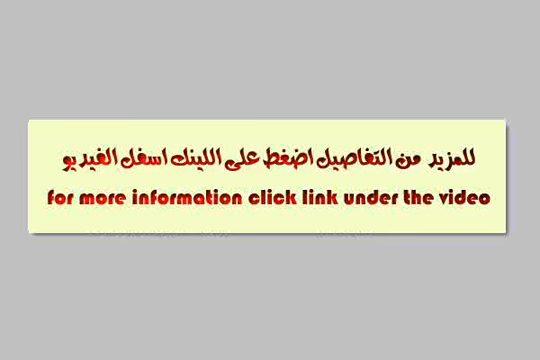 للمزيد من التفاصيل اضغط على اللينك اسفل الفيديو
for more information click link under the video